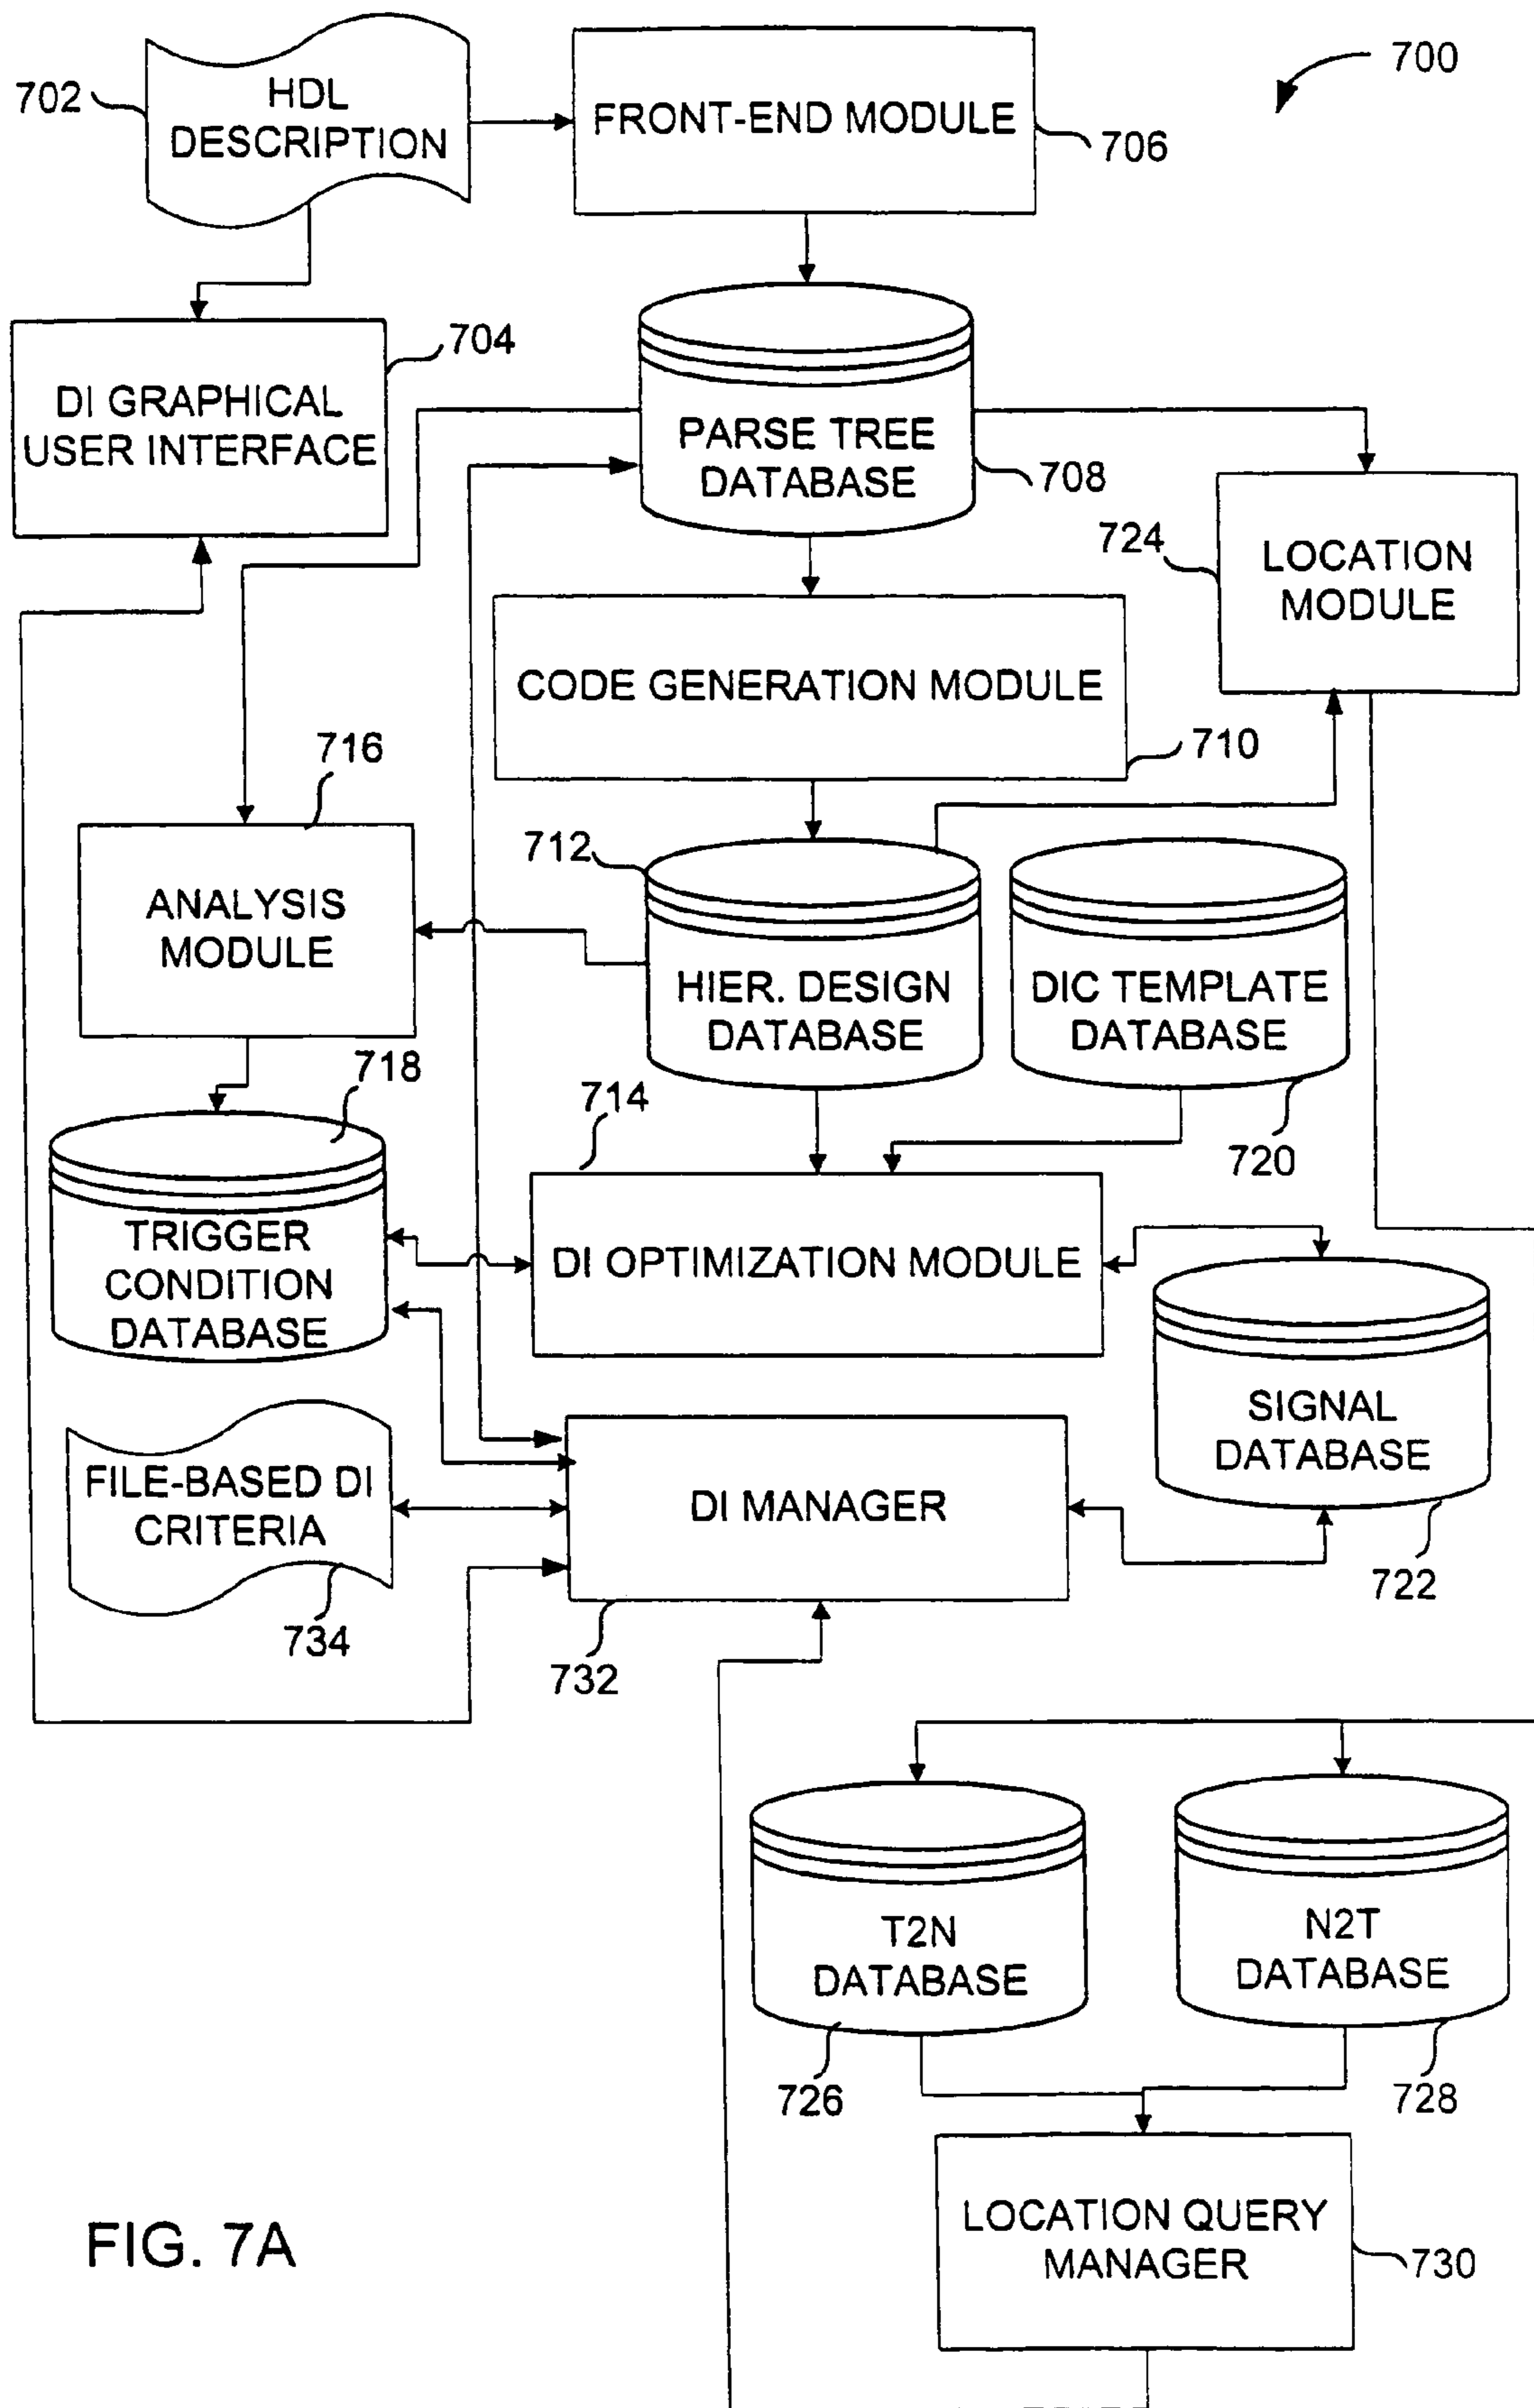 700
702
HDL
DESCRIPTION
FRONT-END MODULE
706
704
DI GRAPHICAL
USER INTERFACE
PARSE TREE
DATABASE
708
724
LOCATION
MODULE
CODE GENERATION MODULE
710
716
712
ANALYSIS
MODULE
HIER. DESIGN
DATABASE
DIC TEMPLATE
DATABASE
718
714
720
TRIGGER
CONDITION
DATABASE
DI OPTIMIZATION MODULE
SIGNAL
DATABASE
722
FILE-BASED DI
CRITERIA
734
DI MANAGER
732
T2N
DATABASE
N2T
DATABASE
726
728
LOCATION QUERY
MANAGER
730
FIG. 7A